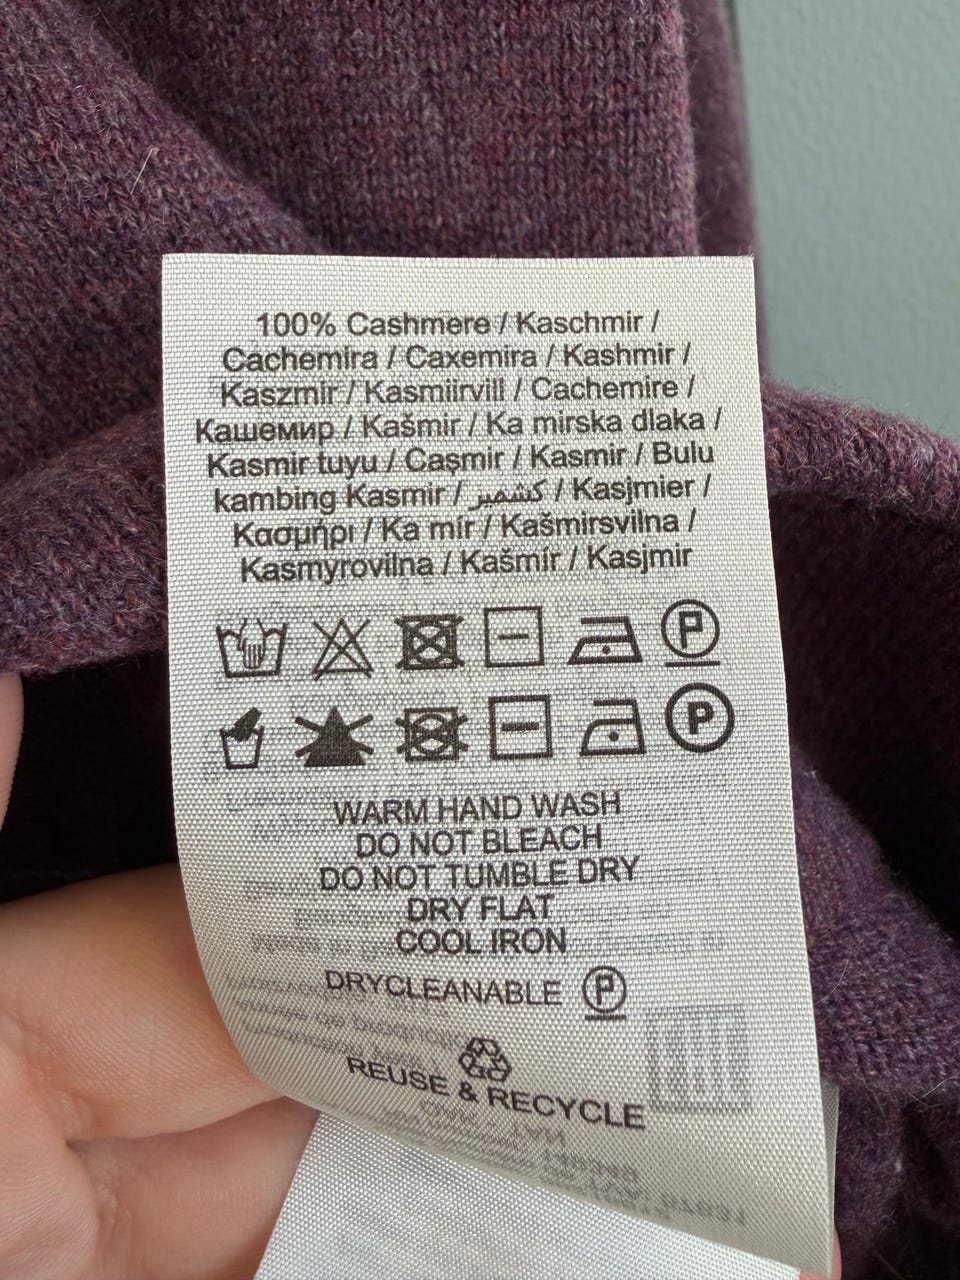 100% Cashmere / Kaschmir /
Cachemira / Caxemira / Kashmir /
Kaszmir / Kasmiirvill / Cachemire /
Кашемир / Kašmir / Ka mirska dlaka /
Kasmir tuyu / Caşmir / Kasmir / Bulu
kambing Kasmir / كشمير / Kasjmier /
Κασμήρι / Ka mír / Kašmirsvilna /
Kasmyrovilna / Kašmír / Kasjmir
P
P
WARM HAND WASH
DO NOT BLEACH
DO NOT TUMBLE DRY
DRY FLAT
COOL IRON
DRYCLEANABLE P
REUSE & RECYCLE